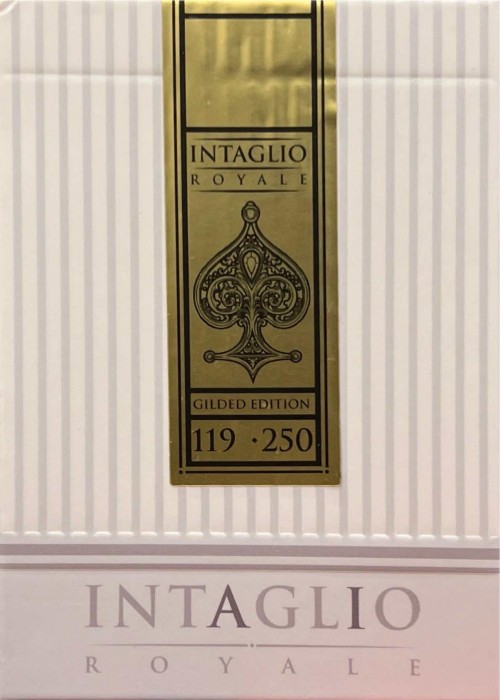 INTAGLIO
ROYALE
GILDED EDITION
119 ·250
INTAGLIO
ROYALE